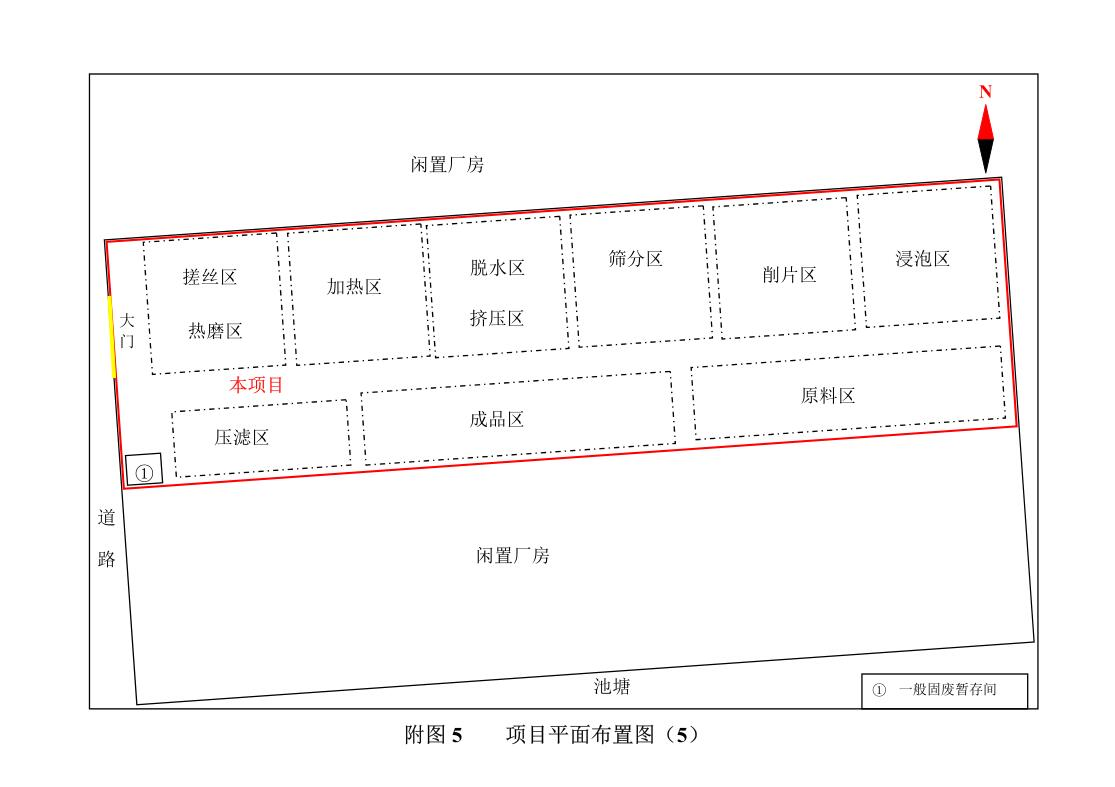 N
闲置厂房
搓丝区
热磨区
加热区
脱水区
挤压区
筛分区
削片区
浸泡区
大
门
本项目
压滤区
成品区
原料区
①
道
路
闲置厂房
池塘
① 一般固废暂存间
附图 5 项目平面布置图（5）